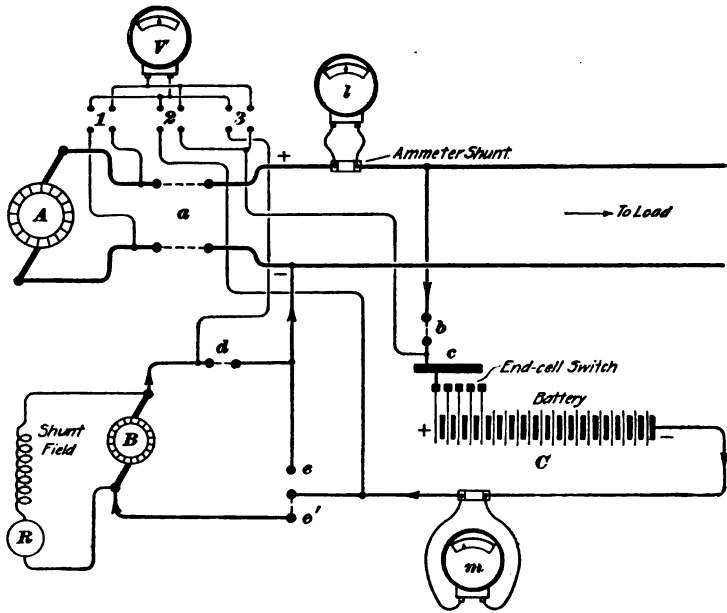 V
l
1 2 3
+
Ammeter Shunt
A
a
To Load
−
b
d
c
End-cell Switch
Battery
Shunt
Field
B
+
−
C
e
e'
R
m